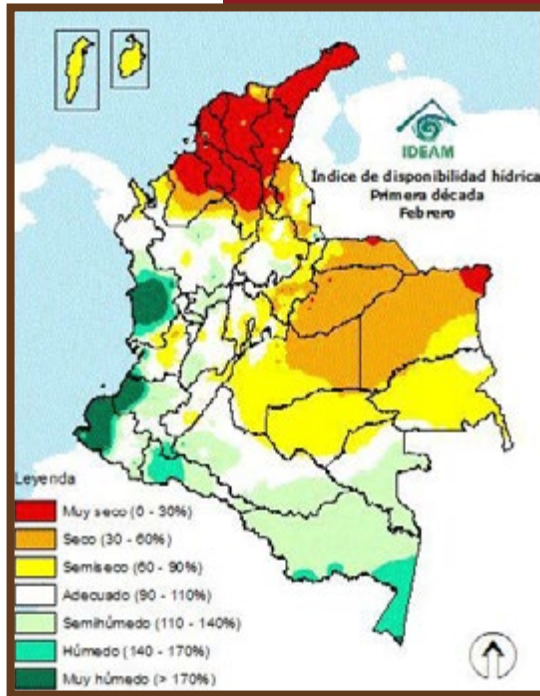 IDEAM
Índice de disponibilidad hídrica
Primera década
Febrero
Leyenda
Muy seco (0 - 30%)
Seco (30 - 60%)
Semiseco (60 - 90%)
Adecuado (90 - 110%)
Semihúmedo (110 - 140%)
Húmedo (140 - 170%)
Muy húmedo (> 170%)